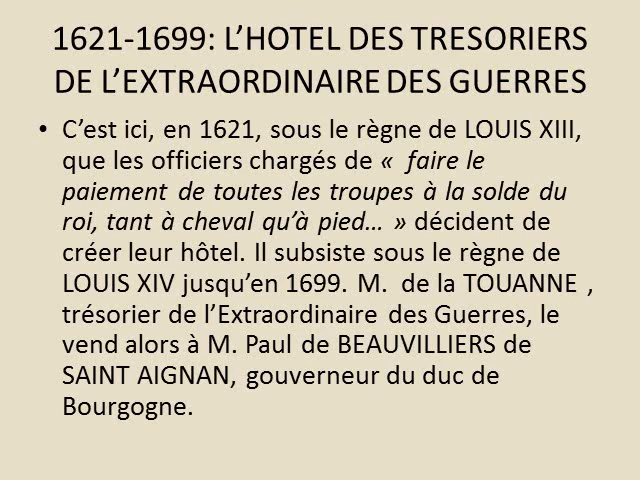 1621-1699: L’HOTEL DES TRESORIERS
DE L’EXTRAORDINAIRE DES GUERRES
• C’est ici, en 1621, sous le règne de LOUIS XIII,
que les officiers chargés de «  faire le
paiement de toutes les troupes à la solde du
roi, tant à cheval qu’à pied… » décident de
créer leur hôtel. Il subsiste sous le règne de
LOUIS XIV jusqu’en 1699. M.  de la TOUANNE ,
trésorier de l’Extraordinaire des Guerres, le
vend alors à M. Paul de BEAUVILLIERS de
SAINT AIGNAN, gouverneur du duc de
Bourgogne.